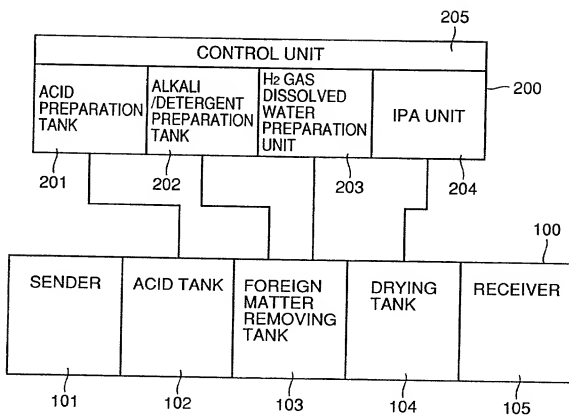 205
CONTROL UNIT
200
ACID
PREPARATION
TANK
ALKALI
/DETERGENT
PREPARATION
TANK
H2 GAS
DISSOLVED
WATER
PREPARATION
UNIT
IPA UNIT
201
202
203
204
100
SENDER
ACID TANK
FOREIGN
MATTER
REMOVING
TANK
DRYING
TANK
RECEIVER
101
102
103
104
105